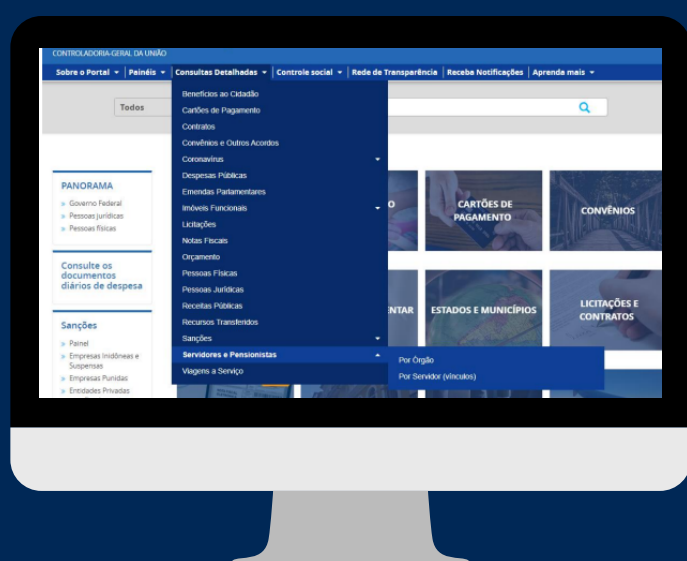 CONTROLADORIA-GERAL DA UNIÃO
Sobre o Portal Painéis Consultas Detalhadas Controle social Rede de Transparência Receba Notificações Aprenda mais
Todos
Benefícios ao Cidadão
Cartões de Pagamento
Contratos
Convênios e Outros Acordos
Coronavírus
Despesas Públicas
Emendas Parlamentares
Imóveis Funcionais
Licitações
Notas Fiscais
Orçamento
Pessoas Físicas
Pessoas Jurídicas
Receitas Públicas
Recursos Transferidos
Sanções
Servidores e Pensionistas
Viagens a Serviço
Por Órgão
Por Servidor (vínculos)
PANORAMA
Governo Federal
Pessoas jurídicas
Pessoas físicas
Consulte os
documentos
diários de despesa
Sanções
Painel
Empresas Inidôneas e
Suspensas
Empresas Punidas
Entidades Privadas
O
CARTÕES DE
PAGAMENTO
CONVÊNIOS
NTAR
ESTADOS E MUNICÍPIOS
LICITAÇÕES E
CONTRATOS